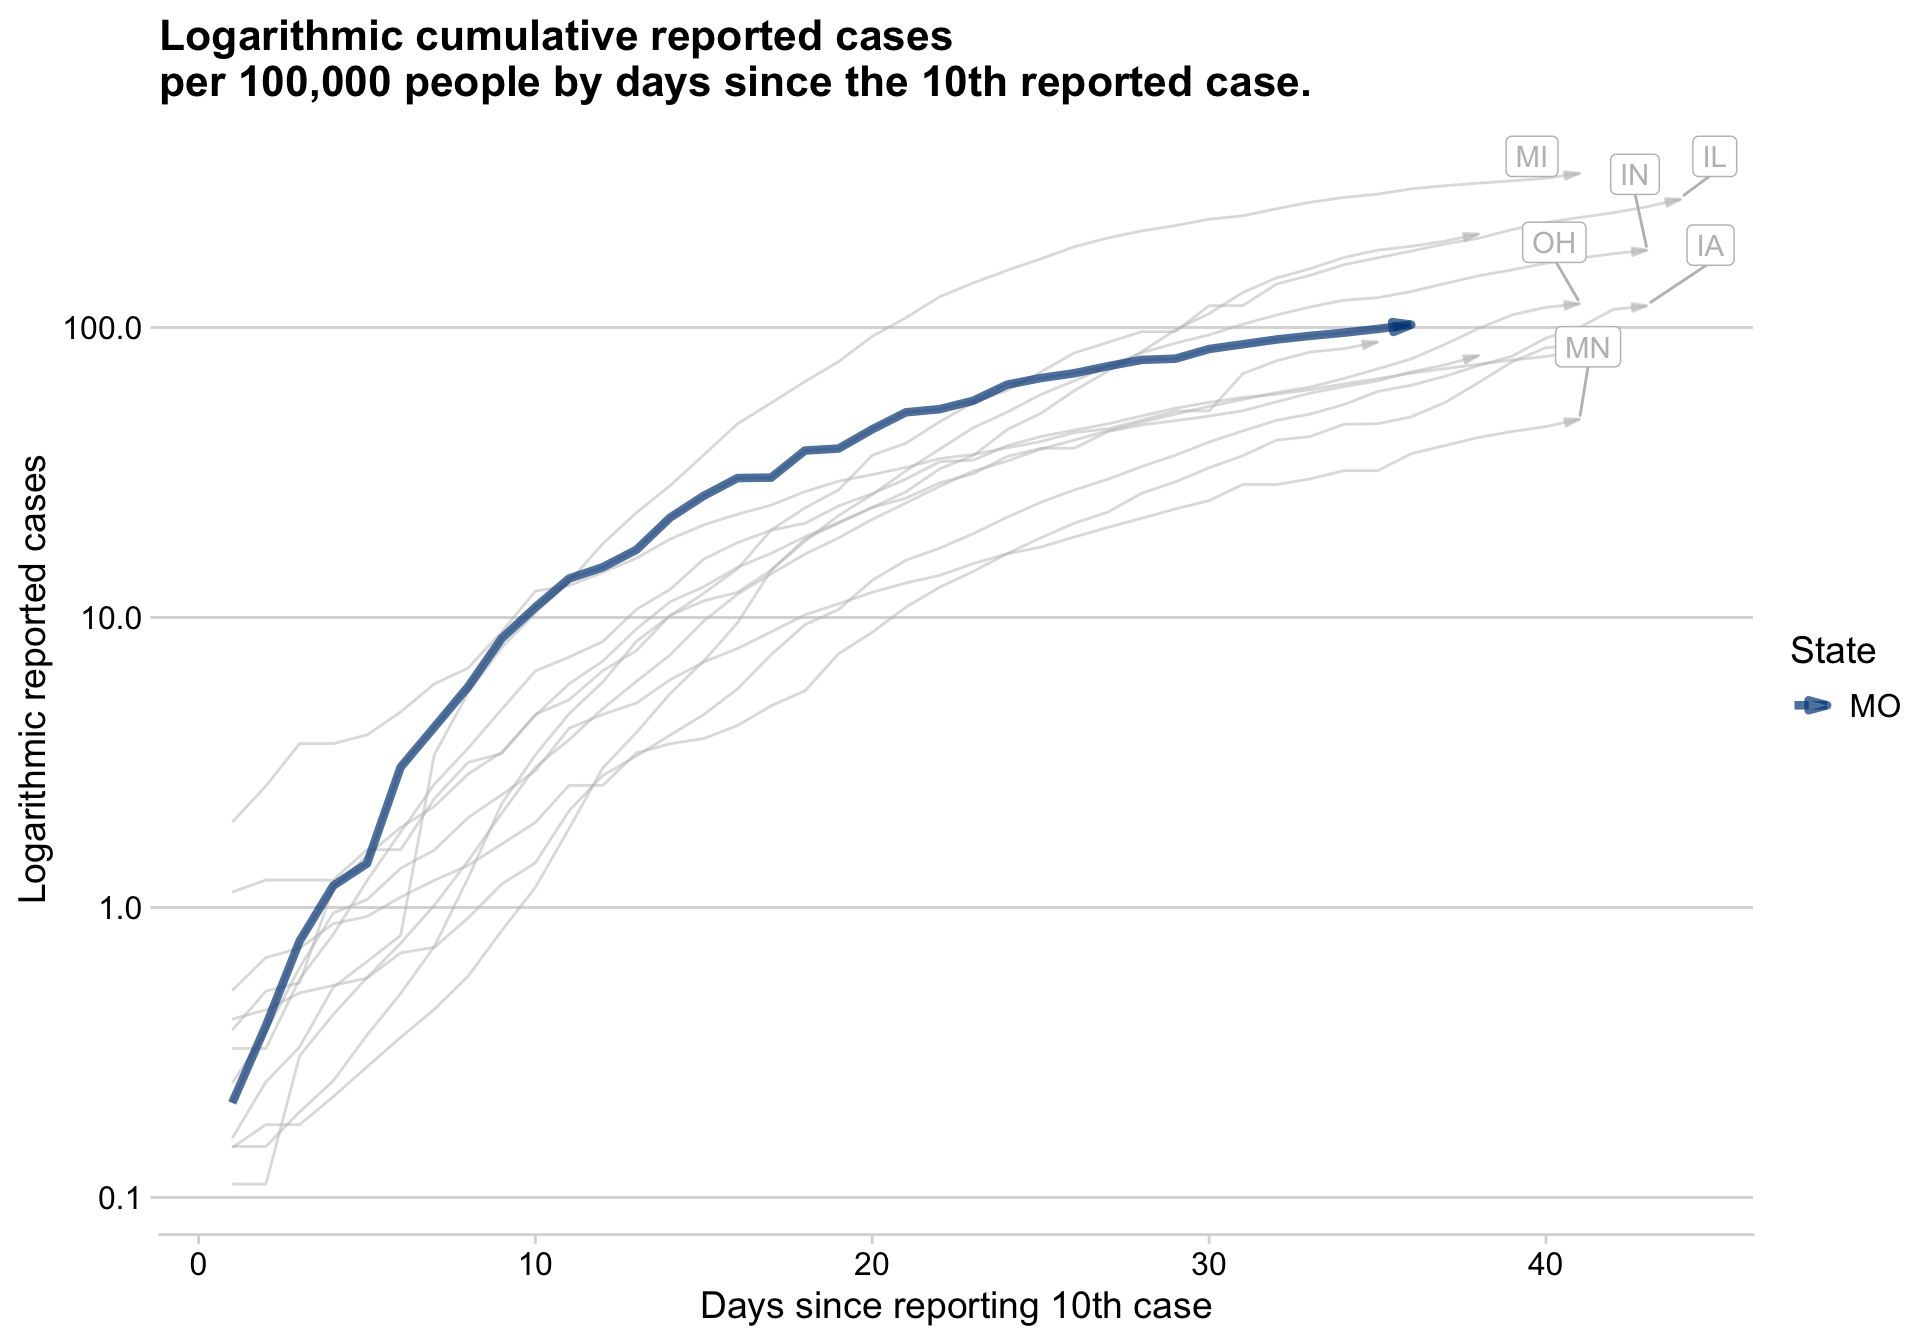 Logarithmic cumulative reported cases
per 100,000 people by days since the 10th reported case.
MI
IN
IL
OH
IA
MN
100.0
10.0
1.0
0.1
Logarithmic reported cases
0
10
20
30
40
Days since reporting 10th case
State
MO